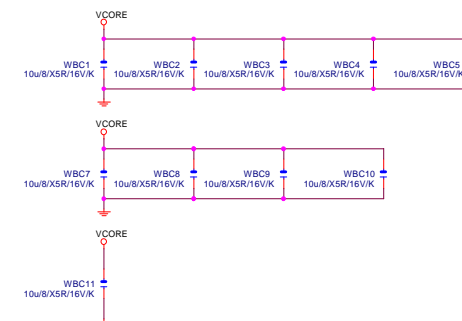 VCORE
WBC1 WBC2 WBC3 WBC4 WBC5
10u/8/X5R/16V/K 10u/8/X5R/16V/K 10u/8/X5R/16V/K 10u/8/X5R/16V/K 10u/8/X5R/16V/K
VCORE
WBC7 WBC8 WBC9 WBC10
10u/8/X5R/16V/K 10u/8/X5R/16V/K 10u/8/X5R/16V/K 10u/8/X5R/16V/K
VCORE
WBC11
10u/8/X5R/16V/K